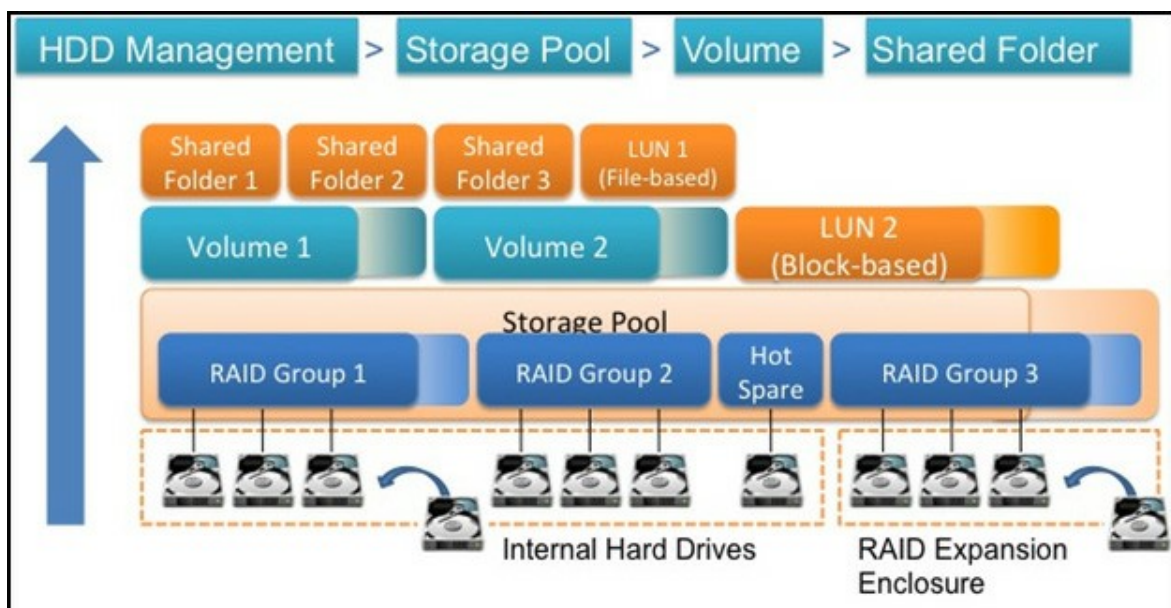 HDD Management > Storage Pool > Volume > Shared Folder
Shared
Folder 1
Shared
Folder 2
Shared
Folder 3
LUN 1
(File-based)
Volume 1
Volume 2
LUN 2
(Block-based)
Storage Pool
RAID Group 1
RAID Group 2
Hot
Spare
RAID Group 3
Internal Hard Drives
RAID Expansion
Enclosure